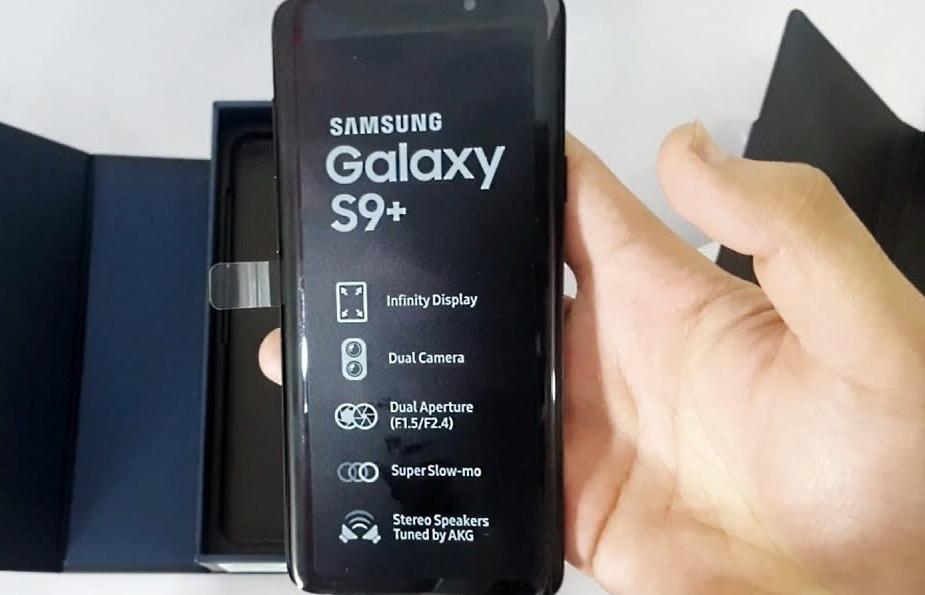 SAMSUNG
Galaxy
S9+
Infinity Display
Dual Camera
Dual Aperture
(F1.5/F2.4)
Super Slow-mo
Stereo Speakers
Tuned by AKG